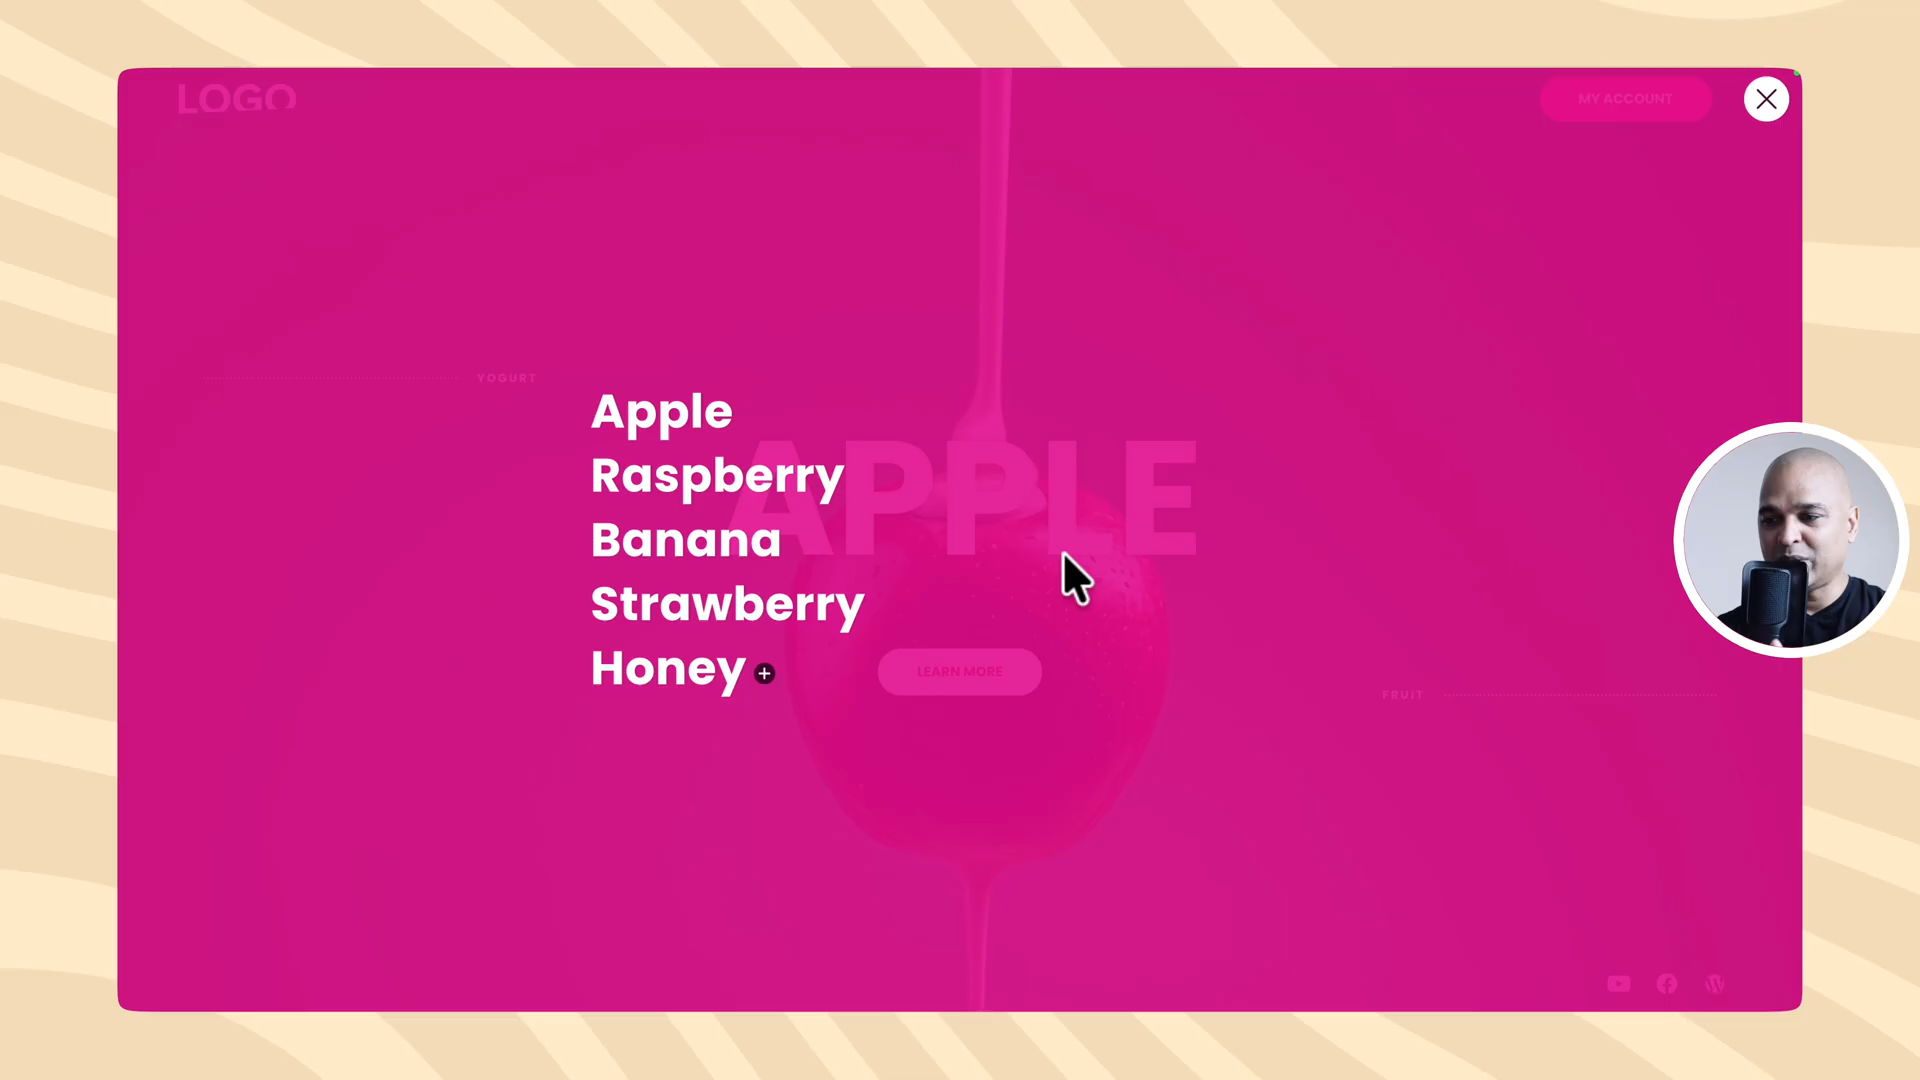 LOGO
MY ACCOUNT
YOGURT
Apple
Raspberry
APPLE
Banana
Strawberry
Honey
LEARN MORE
FRUIT